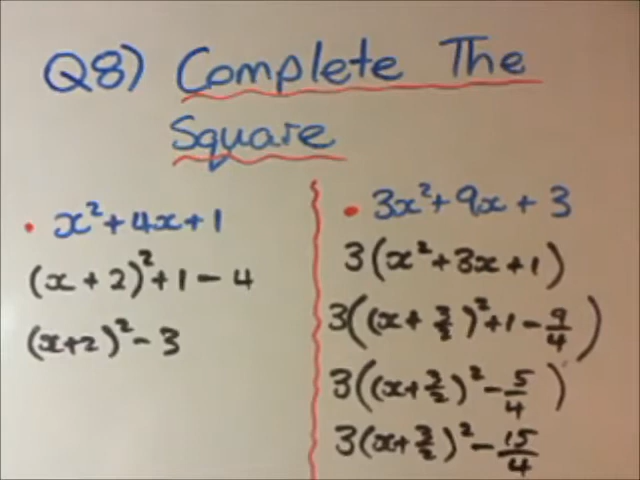 Q8) Complete The
Square
• x² + 4x + 1
(x + 2)² + 1 - 4
(x+2)² - 3
• 3x² + 9x + 3
3(x² + 3x + 1)
3((x + 3/2)² + 1 - 9/4)
3((x + 3/2)² - 5/4)
3(x + 3/2)² - 15/4